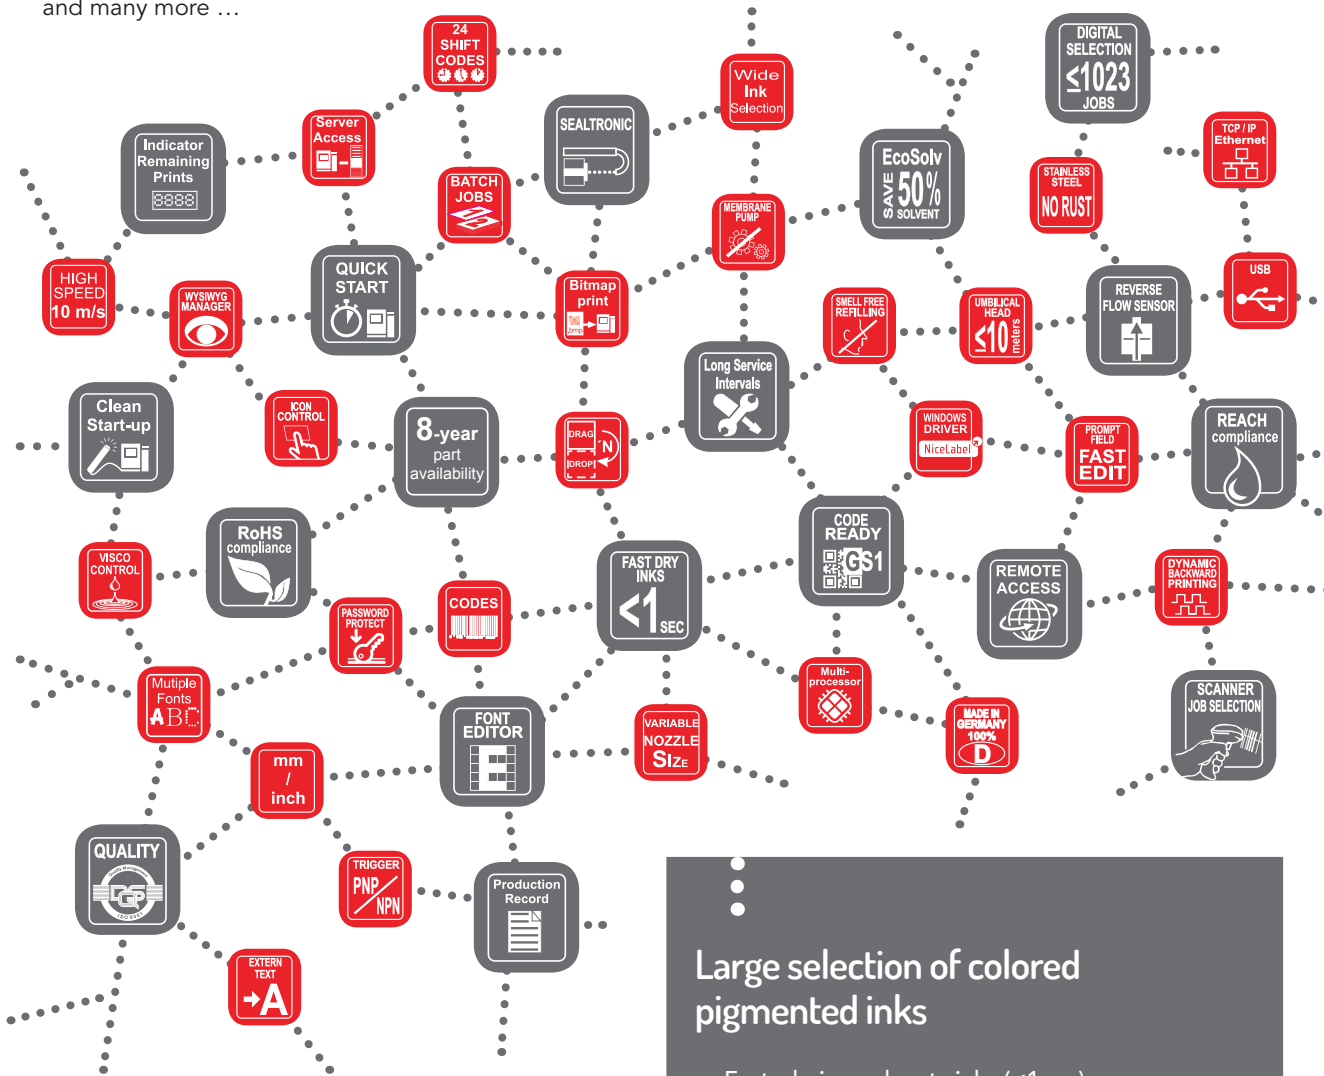 and many more …
24
SHIFT
CODES
Wide
Ink
Selection
DIGITAL
SELECTION
≤1023
JOBS
Server
Access
SEALTRONIC
TCP / IP
Ethernet
Indicator
Remaining
Prints
8888
BATCH
JOBS
EcoSolv
SAVE
50%
SOLVENT
STAINLESS
STEEL
NO RUST
MEMBRANE
PUMP
HIGH
SPEED
10 m/s
WYSIWYG
MANAGER
QUICK
START
Bitmap
print
.bmp
SMELL FREE
REFILLING
UMBILICAL
HEAD
≤10
meters
REVERSE
FLOW SENSOR
USB
Long Service
Intervals
Clean
Start-up
ICON
CONTROL
8-year
part
availability
DRAG
'N
DROP
WINDOWS
DRIVER
NiceLabel
PROMPT
FIELD
FAST
EDIT
REACH
compliance
RoHS
compliance
CODE
READY
GS1
VISCO
CONTROL
FAST DRY
INKS
<1
SEC
REMOTE
ACCESS
DYNAMIC
BACKWARD
PRINTING
PASSWORD
PROTECT
CODES
Mutiple
Fonts
ABC
Multi-
processor
SCANNER
JOB SELECTION
FONT
EDITOR
E
VARIABLE
NOZZLE
SIZE
MADE IN
GERMANY
100%
D
mm
/
inch
QUALITY
Quality Management
DQS
ISO 9001
TRIGGER
PNP
NPN
Production
Record
EXTERN
TEXT
→A
Large selection of colored
pigmented inks